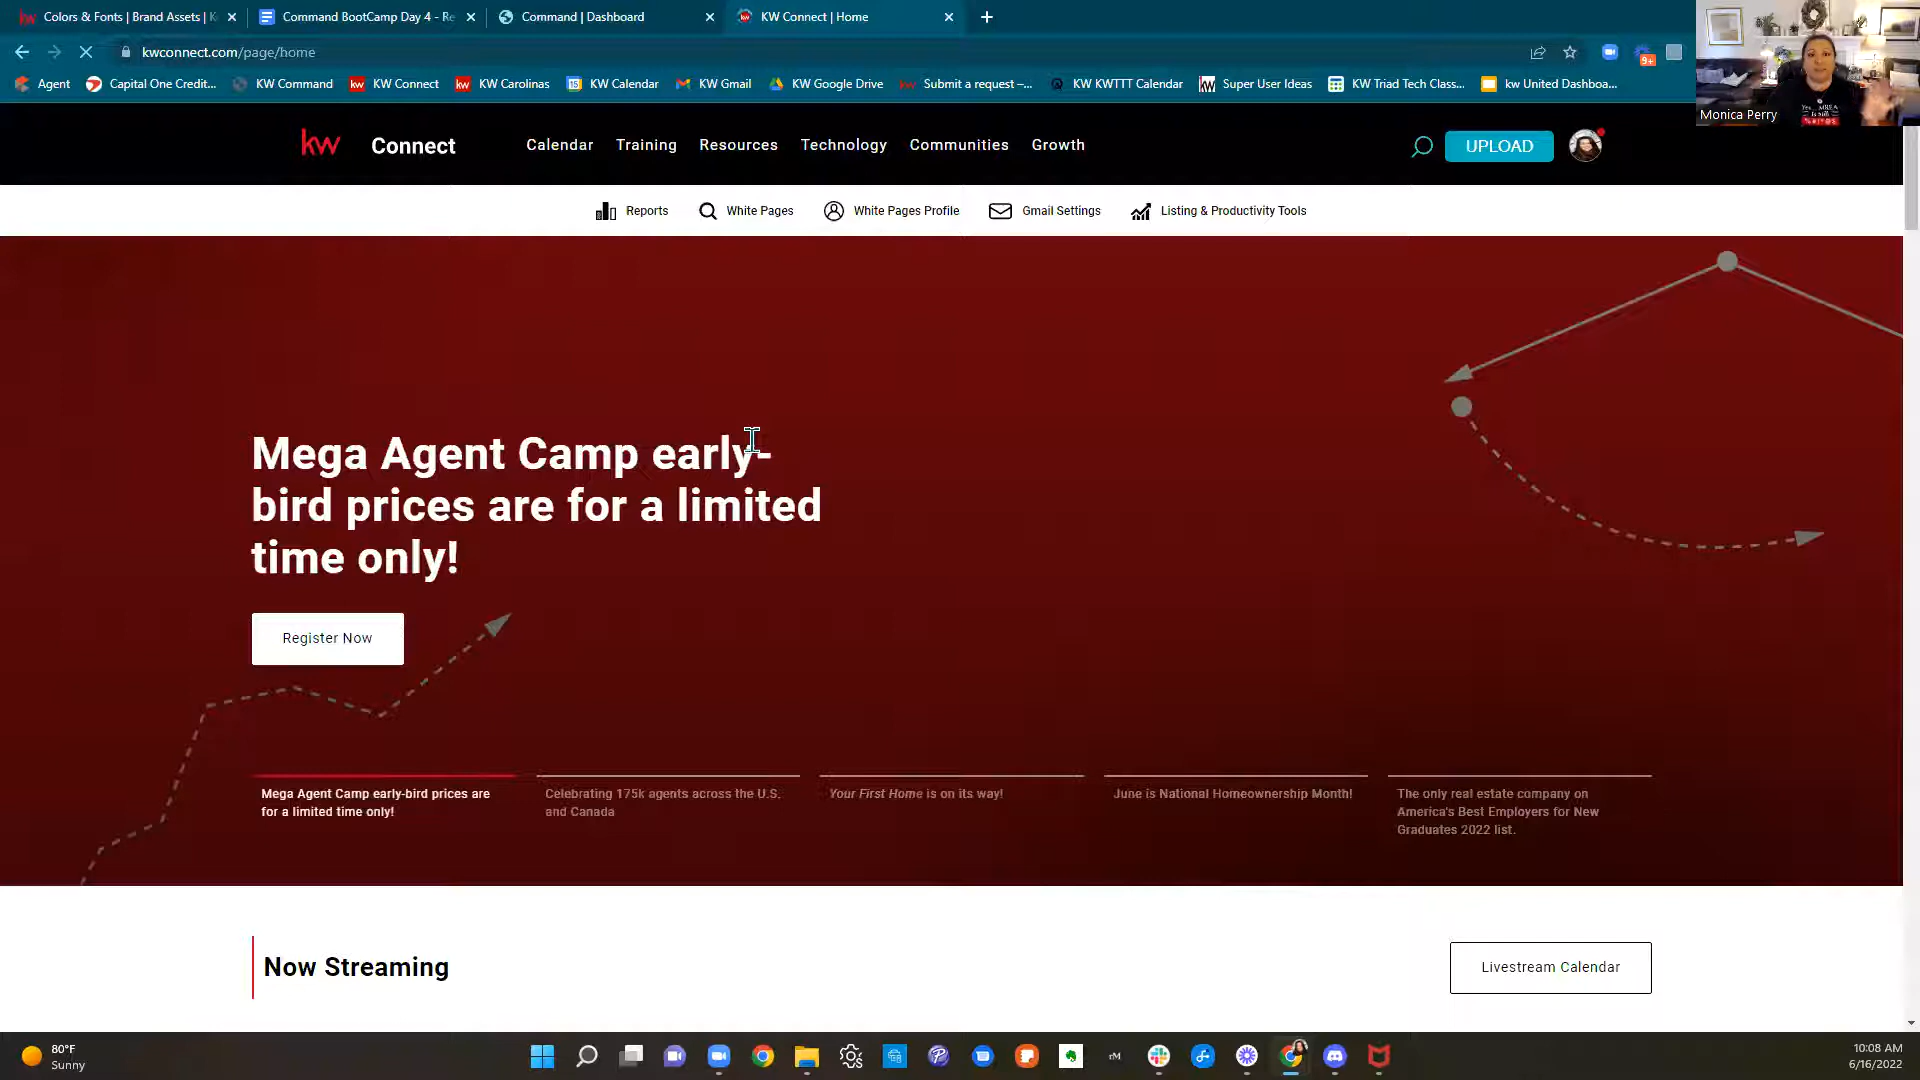 Colors & Fonts | Brand Assets | K
Command BootCamp Day 4 - Re
Command | Dashboard
KW Connect | Home
kwconnect.com/page/home
9+
Agent
Capital One Credit...
KW Command
KW Connect
KW Carolinas
KW Calendar
KW Gmail
KW Google Drive
Submit a request –...
KW KWTTT Calendar
Super User Ideas
KW Triad Tech Class...
kw United Dashboa...
Monica Perry
kw Connect
Calendar
Training
Resources
Technology
Communities
Growth
UPLOAD
Reports
White Pages
White Pages Profile
Gmail Settings
Listing & Productivity Tools
Mega Agent Camp early-
bird prices are for a limited
time only!
Register Now
Mega Agent Camp early-bird prices are
for a limited time only!
Celebrating 175k agents across the U.S.
and Canada
Your First Home is on its way!
June is National Homeownership Month!
The only real estate company on
America's Best Employers for New
Graduates 2022 list.
Now Streaming
Livestream Calendar
80°F
Sunny
10:08 AM
6/16/2022